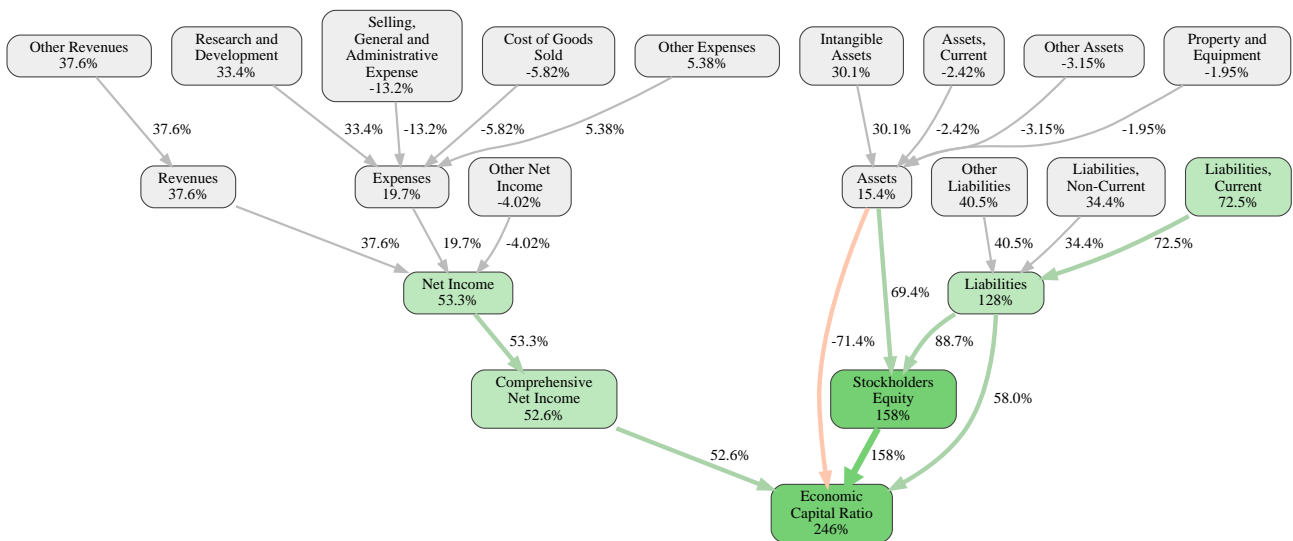 Other Revenues
37.6%
Research and
Development
33.4%
Selling,
General and
Administrative
Expense
-13.2%
Cost of Goods
Sold
-5.82%
Other Expenses
5.38%
Intangible
Assets
30.1%
Assets,
Current
-2.42%
Other Assets
-3.15%
Property and
Equipment
-1.95%
37.6%
33.4%
-13.2%
-5.82%
5.38%
30.1%
-2.42%
-3.15%
-1.95%
Revenues
37.6%
Expenses
19.7%
Other Net
Income
-4.02%
Assets
15.4%
Other
Liabilities
40.5%
Liabilities,
Non-Current
34.4%
Liabilities,
Current
72.5%
37.6%
19.7%
-4.02%
40.5%
34.4%
72.5%
Net Income
53.3%
Liabilities
128%
69.4%
53.3%
-71.4%
88.7%
Comprehensive
Net Income
52.6%
Stockholders
Equity
158%
58.0%
52.6%
158%
Economic
Capital Ratio
246%